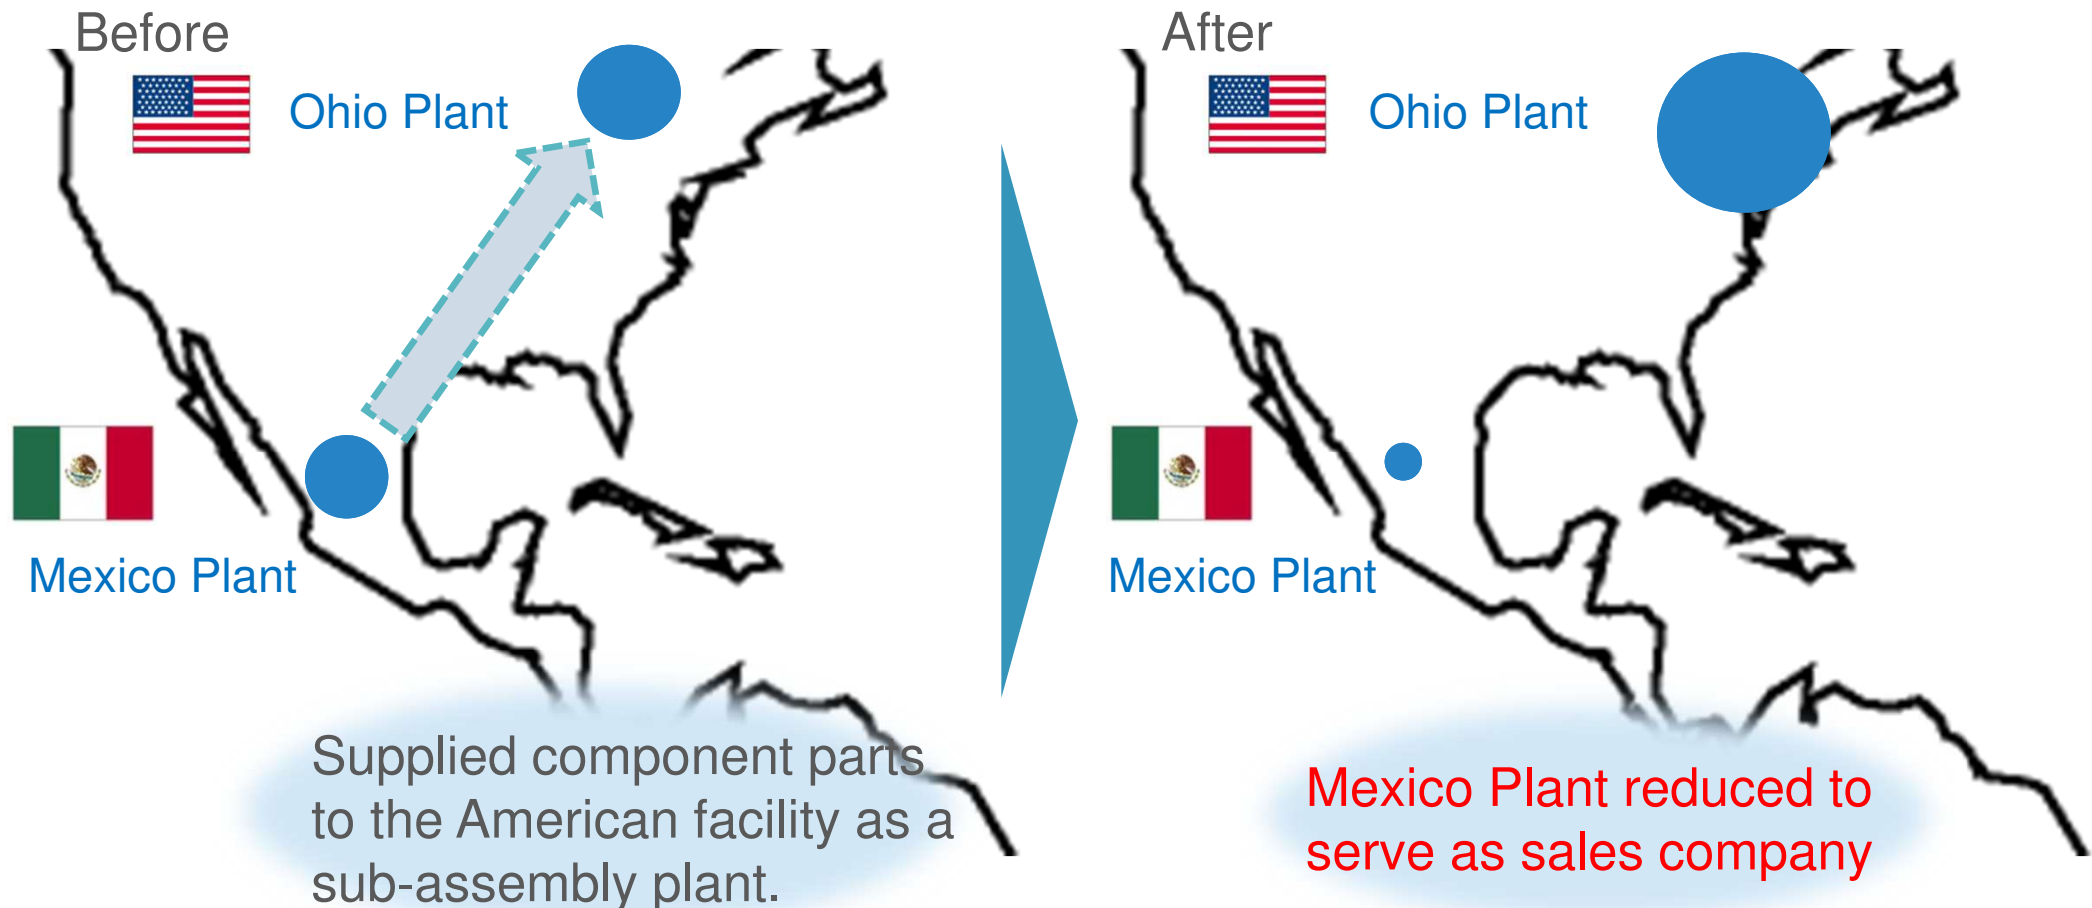 Before
Ohio Plant
Mexico Plant
Supplied component parts
to the American facility as a
sub-assembly plant.
After
Ohio Plant
Mexico Plant
Mexico Plant reduced to
serve as sales company